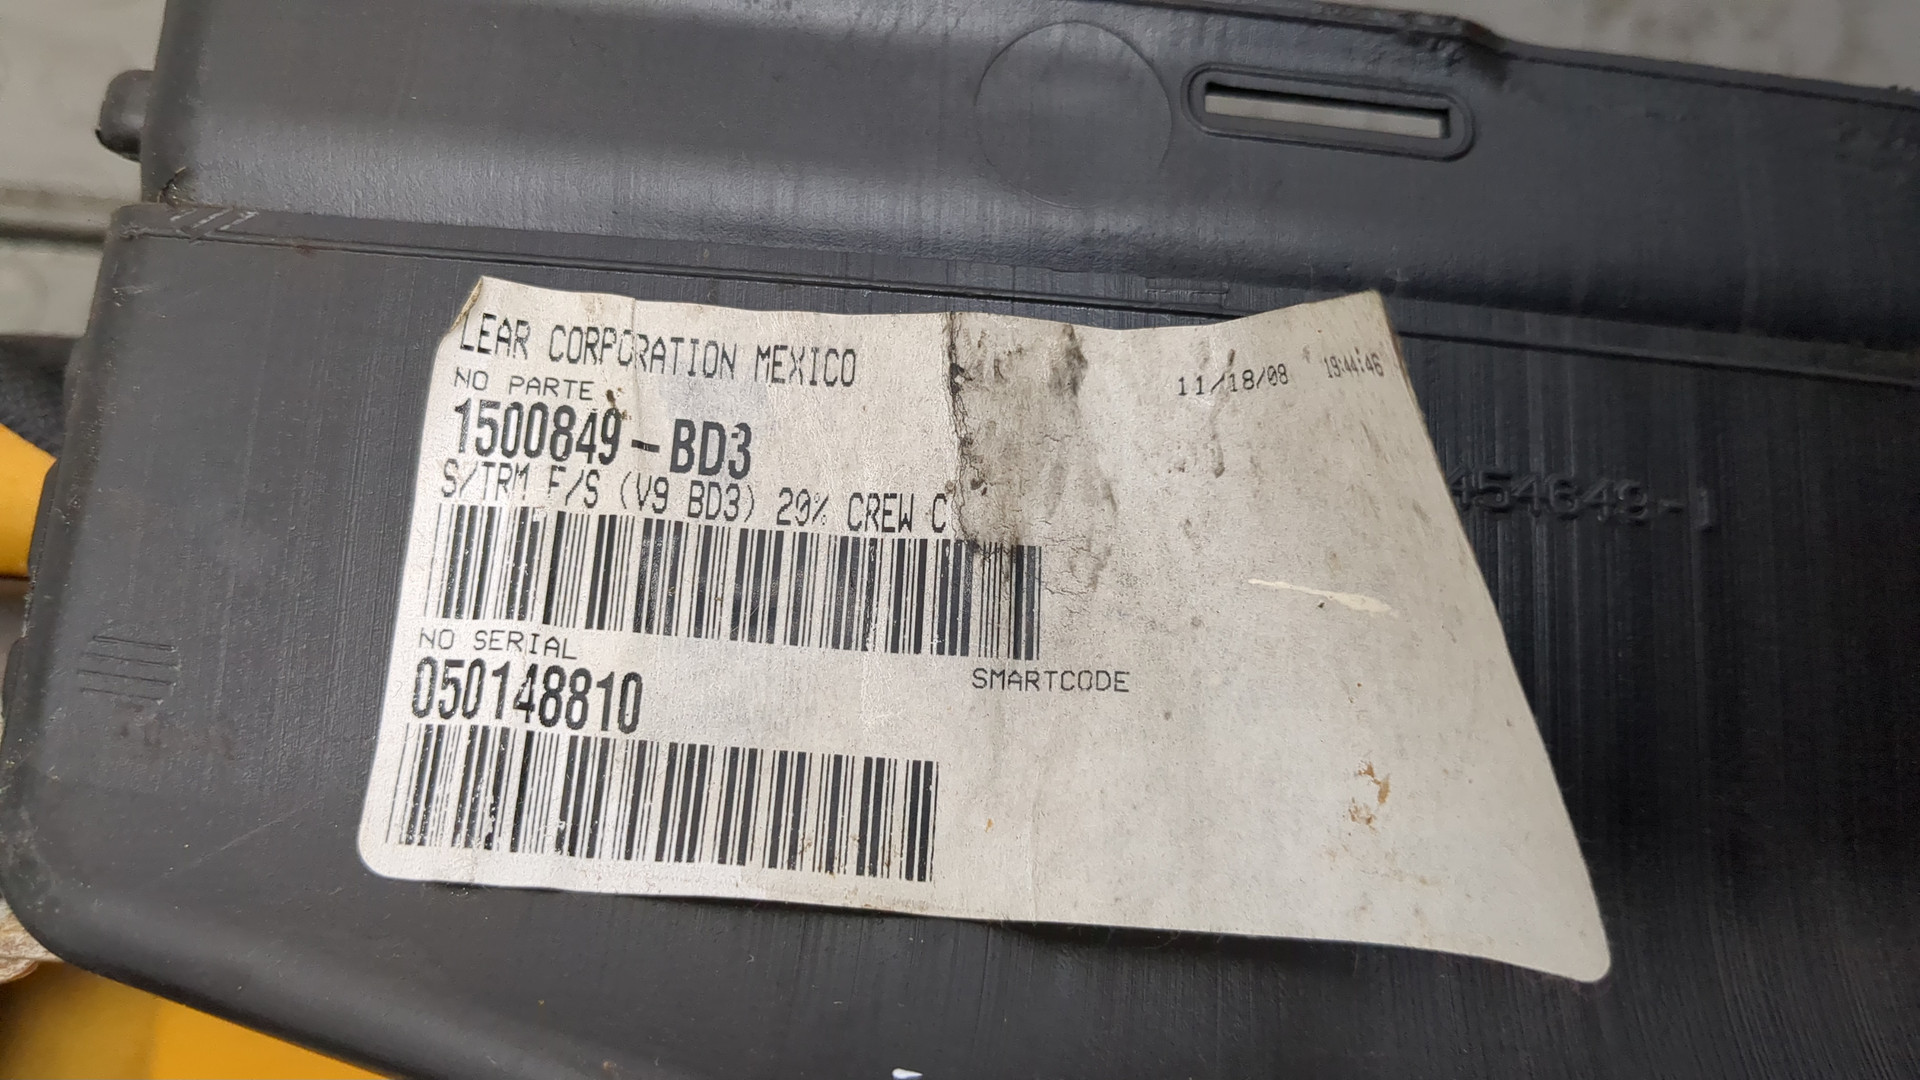 LEAR CORPORATION MEXICO
11/18/08 19:44:46
NO PARTE
1500849-BD3
S/TRM F/S (V9 BD3) 20% CREW C
NO SERIAL
050148810
SMARTCODE
454649-1